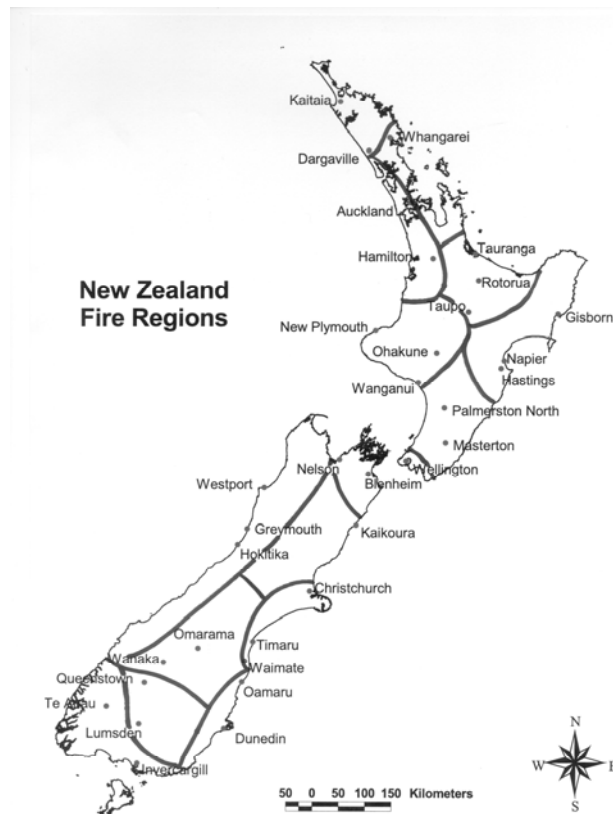 Kaitaia
Whangarei
Dargaville
Auckland
Hamilton
Tauranga
Rotorua
New Zealand
Fire Regions
Taupo
Gisborn
New Plymouth
Ohakune
Napier
Hastings
Wanganui
Palmerston North
Masterton
Nelson
Wellington
Westport
Blenheim
Greymouth
Kaikoura
Hokitika
Christchurch
Omarama
Timaru
Wanaka
Waimate
Queenstown
Oamaru
Te Anau
Lumsden
Dunedin
Invercargill
N
W E
S
50 0 50 100 150 Kilometers